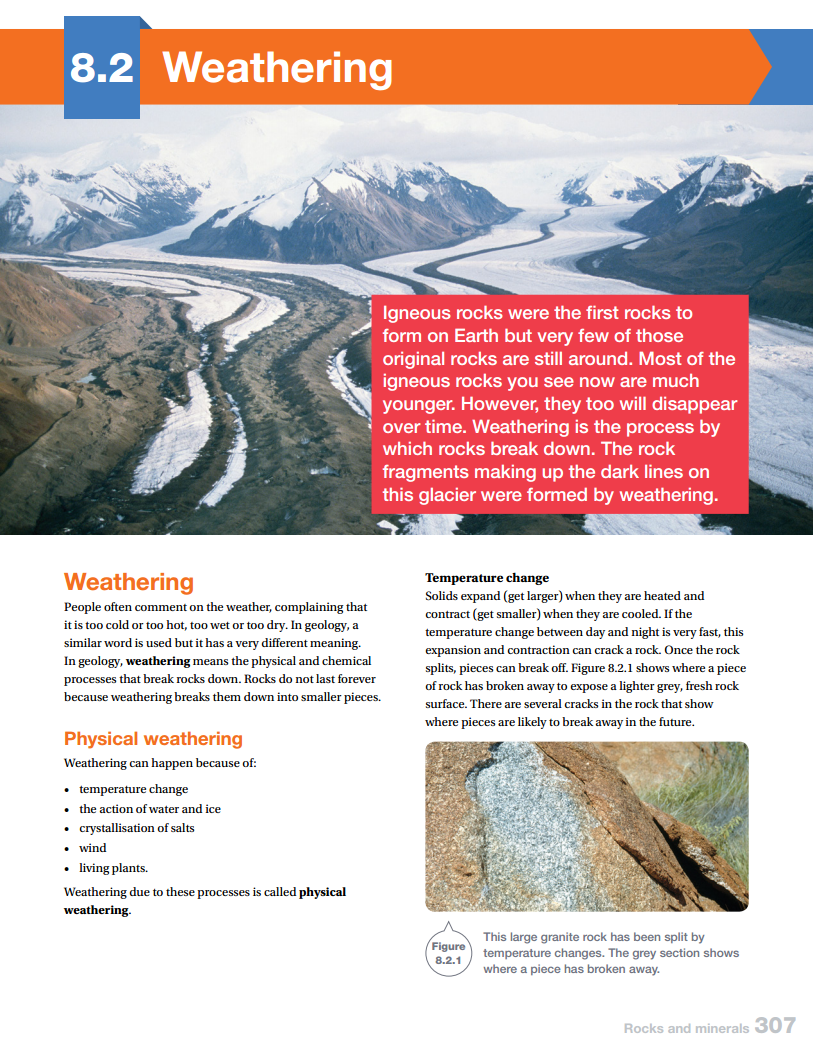 8.2 Weathering
Igneous rocks were the first rocks to
form on Earth but very few of those
original rocks are still around. Most of the
igneous rocks you see now are much
younger. However, they too will disappear
over time. Weathering is the process by
which rocks break down. The rock
fragments making up the dark lines on
this glacier were formed by weathering.
Weathering
People often comment on the weather, complaining that
it is too cold or too hot, too wet or too dry. In geology, a
similar word is used but it has a very different meaning.
In geology, weathering means the physical and chemical
processes that break rocks down. Rocks do not last forever
because weathering breaks them down into smaller pieces.
Physical weathering
Weathering can happen because of:
• temperature change
• the action of water and ice
• crystallisation of salts
• wind
• living plants.
Weathering due to these processes is called physical
weathering.
Temperature change
Solids expand (get larger) when they are heated and
contract (get smaller) when they are cooled. If the
temperature change between day and night is very fast, this
expansion and contraction can crack a rock. Once the rock
splits, pieces can break off. Figure 8.2.1 shows where a piece
of rock has broken away to expose a lighter grey, fresh rock
surface. There are several cracks in the rock that show
where pieces are likely to break away in the future.
Figure
8.2.1
This large granite rock has been split by
temperature changes. The grey section shows
where a piece has broken away.
Rocks and minerals 307